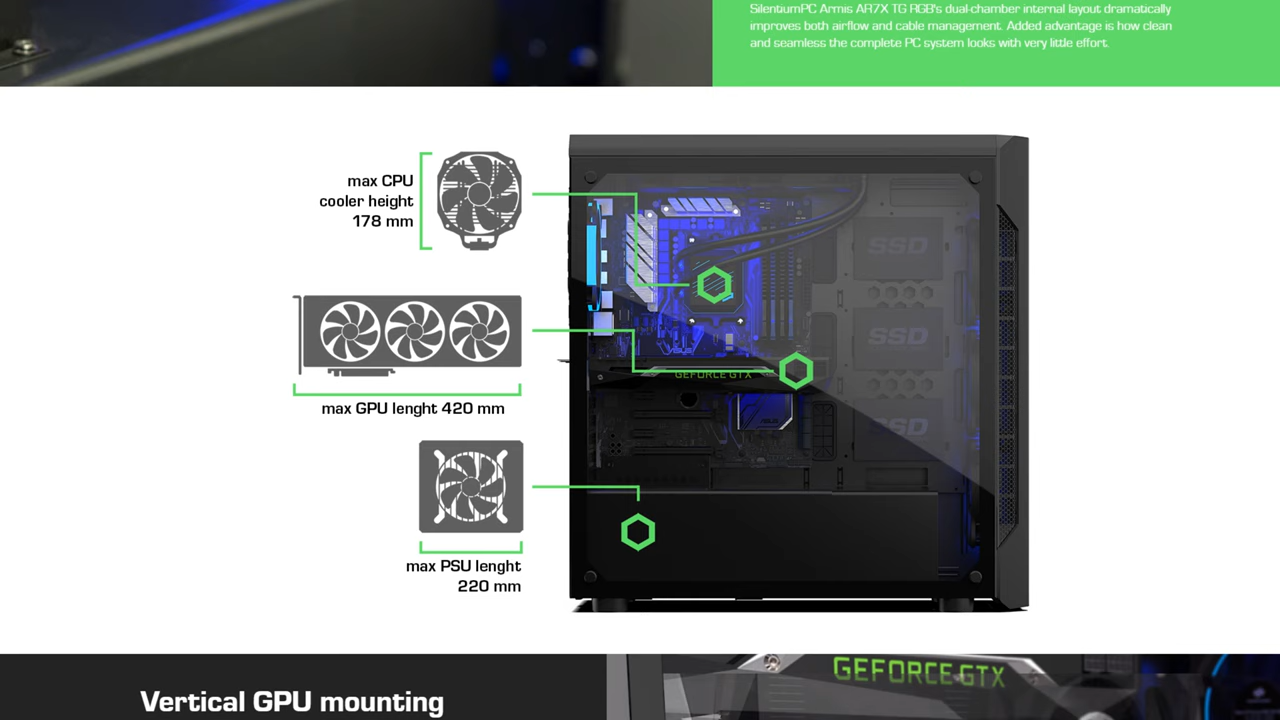 SilentiumPC Armis AR7X TG RGB's dual-chamber internal layout dramatically
improves both airflow and cable management. Added advantage is how clean
and seamless the complete PC system looks with very little effort.
max CPU
cooler height
178 mm
SSD
SSD
GEFORCE GTX
max GPU lenght 420 mm
SSD
max PSU lenght
220 mm
GEFORCE GTX
Vertical GPU mounting